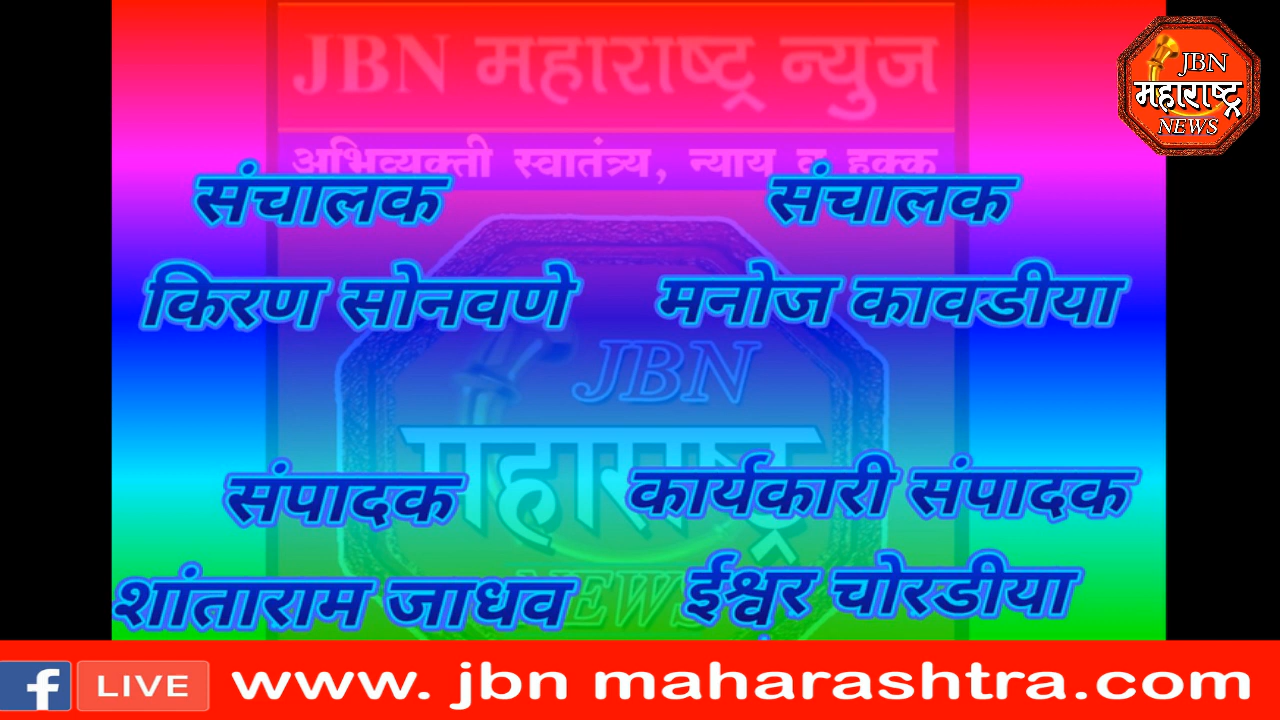 JBN महाराष्ट्र न्युज
अभिव्यक्ती स्वातंत्र्य, न्याय व हक्क
JBN
महाराष्ट्र
NEWS
संचालक संचालक
किरण सोनवणे मनोज कावडीया
JBN
महाराष्ट्र
संपादक कार्यकारी संपादक
शांताराम जाधव ईश्वर चोरडीया
NEWS
f LIVE www. jbn maharashtra.com